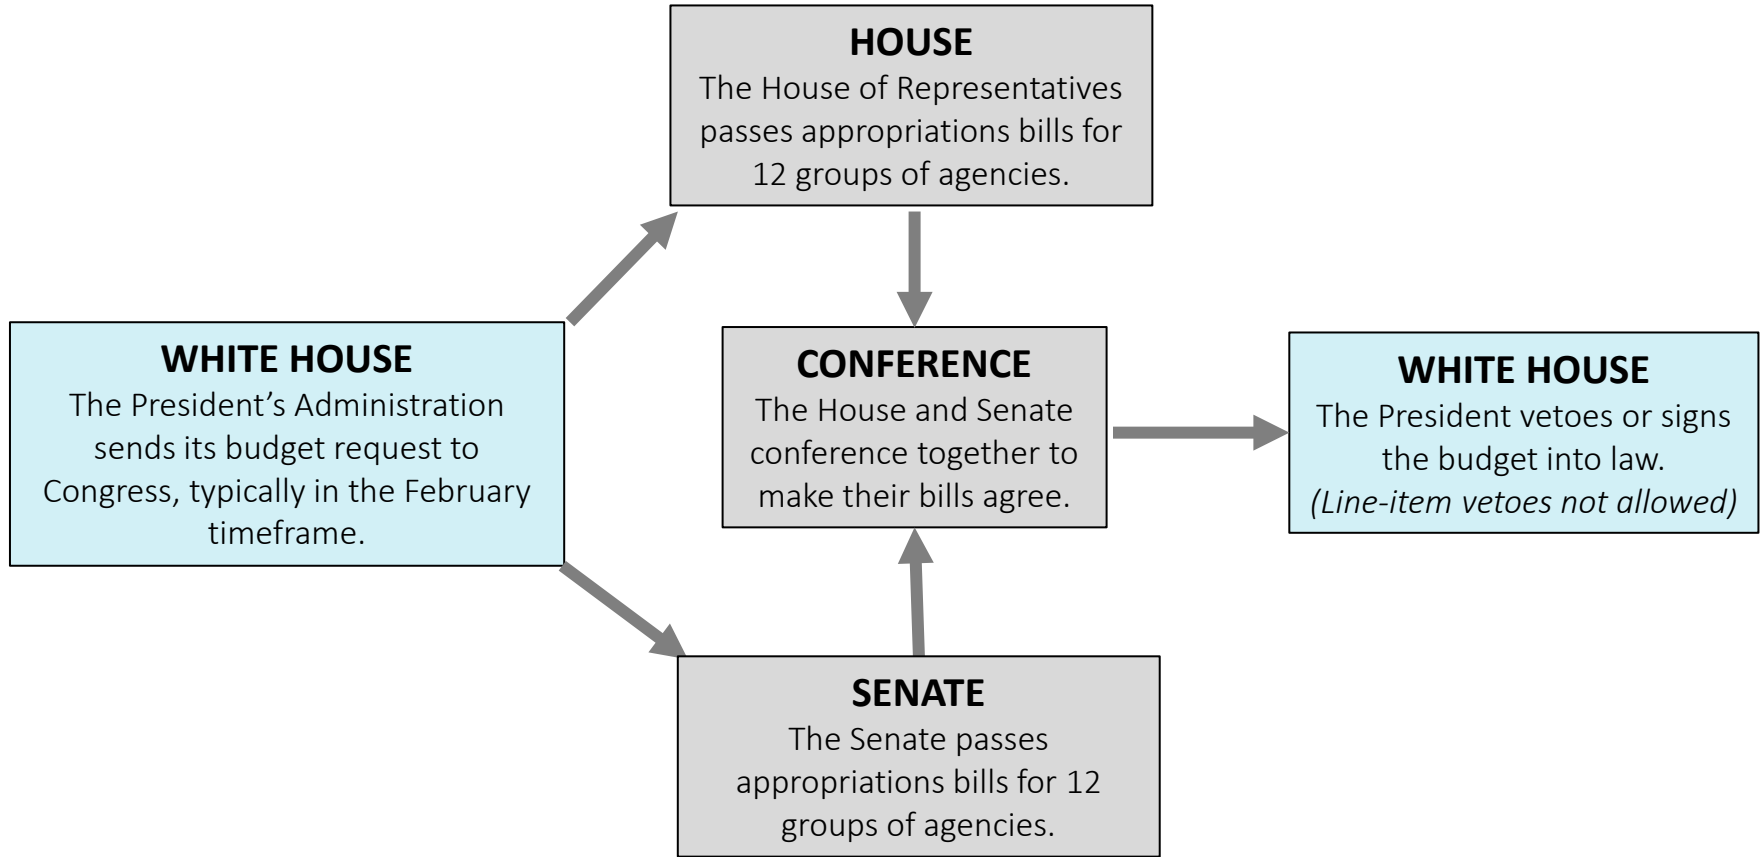 HOUSE
The House of Representatives
passes appropriations bills for
12 groups of agencies.
WHITE HOUSE
The President’s Administration
sends its budget request to
Congress, typically in the February
timeframe.
CONFERENCE
The House and Senate
conference together to
make their bills agree.
WHITE HOUSE
The President vetoes or signs
the budget into law.
(Line-item vetoes not allowed)
SENATE
The Senate passes
appropriations bills for 12
groups of agencies.